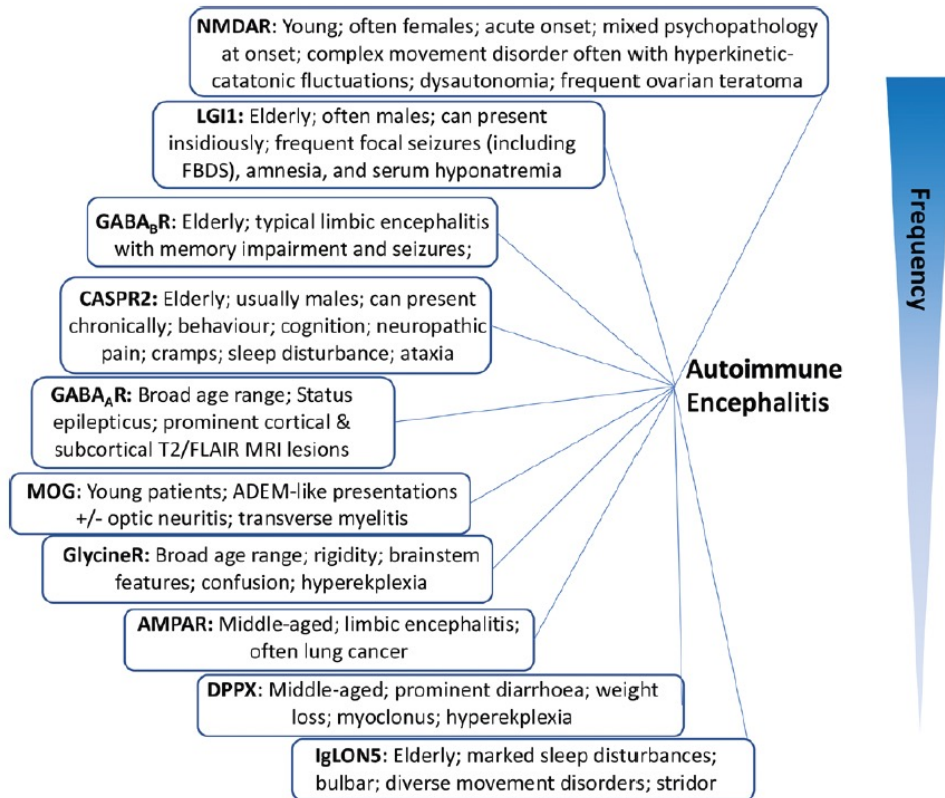 NMDAR: Young; often females; acute onset; mixed psychopathology
at onset; complex movement disorder often with hyperkinetic-
catatonic fluctuations; dysautonomia; frequent ovarian teratoma
LGI1: Elderly; often males; can present
insidiously; frequent focal seizures (including
FBDS), amnesia, and serum hyponatremia
GABABR: Elderly; typical limbic encephalitis
with memory impairment and seizures;
CASPR2: Elderly; usually males; can present
chronically; behaviour; cognition; neuropathic
pain; cramps; sleep disturbance; ataxia
GABAAR: Broad age range; Status
epilepticus; prominent cortical &
subcortical T2/FLAIR MRI lesions
MOG: Young patients; ADEM-like presentations
+/- optic neuritis; transverse myelitis
GlycineR: Broad age range; rigidity; brainstem
features; confusion; hyperekplexia
AMPAR: Middle-aged; limbic encephalitis;
often lung cancer
DPPX: Middle-aged; prominent diarrhoea; weight
loss; myoclonus; hyperekplexia
IgLON5: Elderly; marked sleep disturbances;
bulbar; diverse movement disorders; stridor
Autoimmune
Encephalitis
Frequency